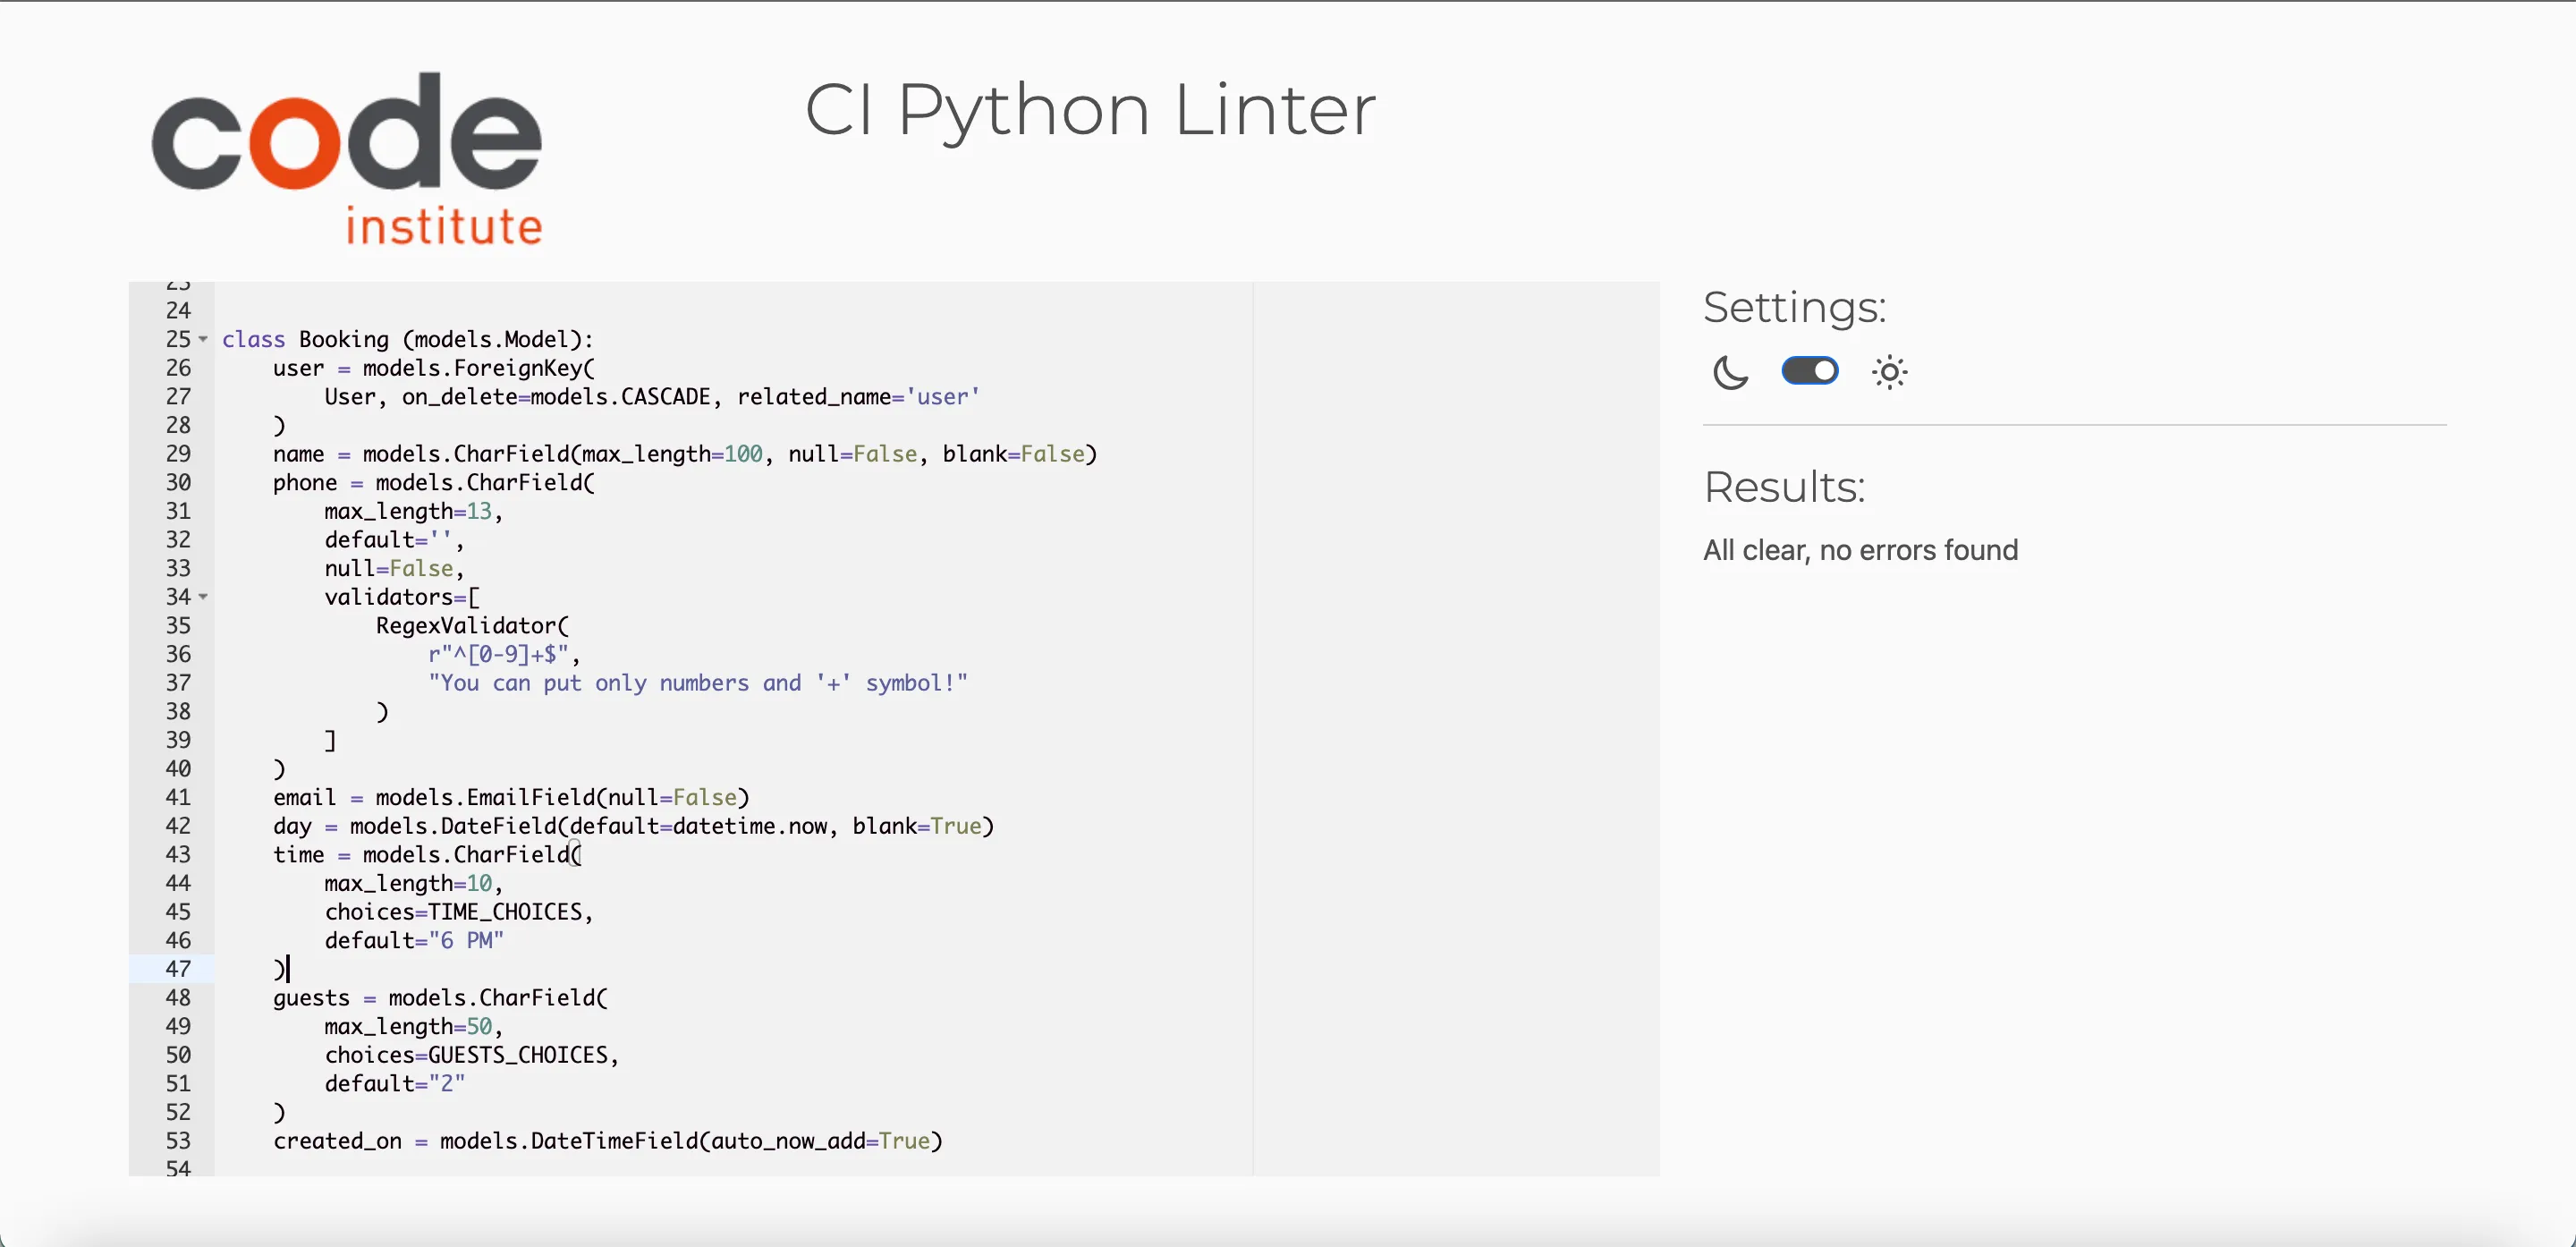 code
institute
CI Python Linter
23
24
25 class Booking (models.Model):
26     user = models.ForeignKey(
27         User, on_delete=models.CASCADE, related_name='user'
28     )
29     name = models.CharField(max_length=100, null=False, blank=False)
30     phone = models.CharField(
31         max_length=13,
32         default='',
33         null=False,
34         validators=[
35             RegexValidator(
36                 r"^[0-9]+$",
37                 "You can put only numbers and '+' symbol!"
38             )
39         ]
40     )
41     email = models.EmailField(null=False)
42     day = models.DateField(default=datetime.now, blank=True)
43     time = models.CharField(
44         max_length=10,
45         choices=TIME_CHOICES,
46         default="6 PM"
47     )
48     guests = models.CharField(
49         max_length=50,
50         choices=GUESTS_CHOICES,
51         default="2"
52     )
53     created_on = models.DateTimeField(auto_now_add=True)
54
Settings:
Results:
All clear, no errors found